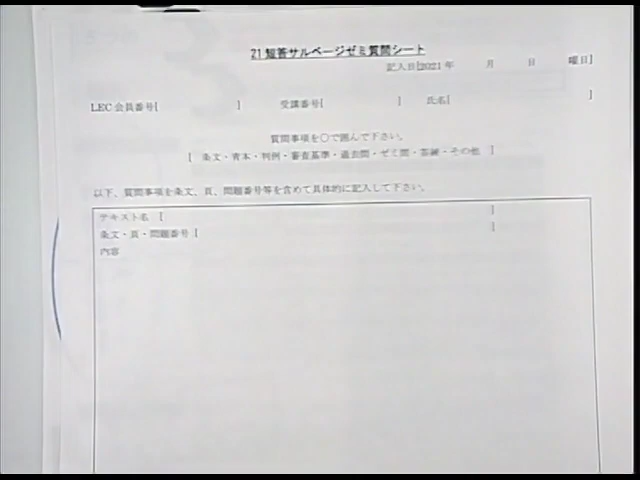 21短答サルベージゼミ質問シート
記入日[2021年　月　日　曜日]
LEC会員番号[　]　受講番号[　]　氏名[　]
質問事項を○で囲んで下さい。
[　条文・青本・判例・審査基準・過去問・ゼミ問・答練・その他　]
以下、質問事項を条文、頁、問題番号等を含めて具体的に記入して下さい。
テキスト名 [　]
条文・頁・問題番号 [　]
内容